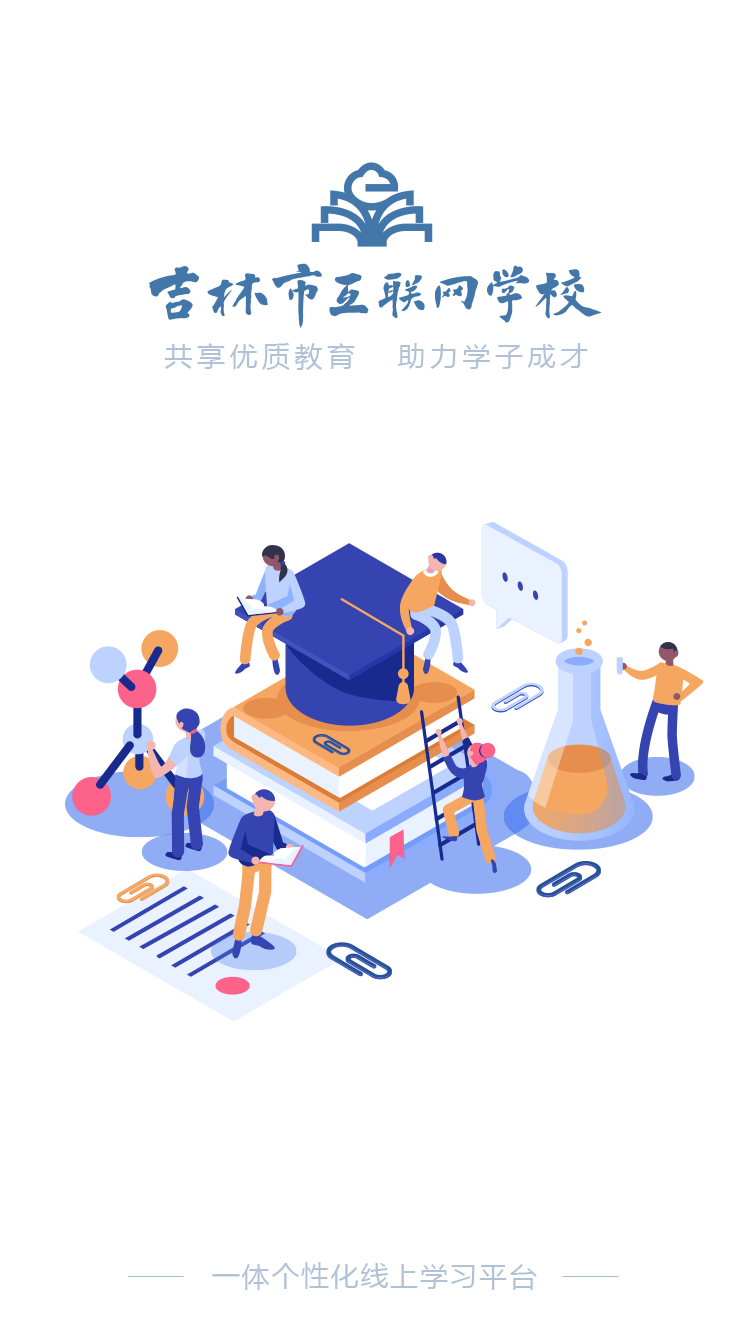 吉林市互联网学校
共享优质教育 助力学子成才
一体个性化线上学习平台